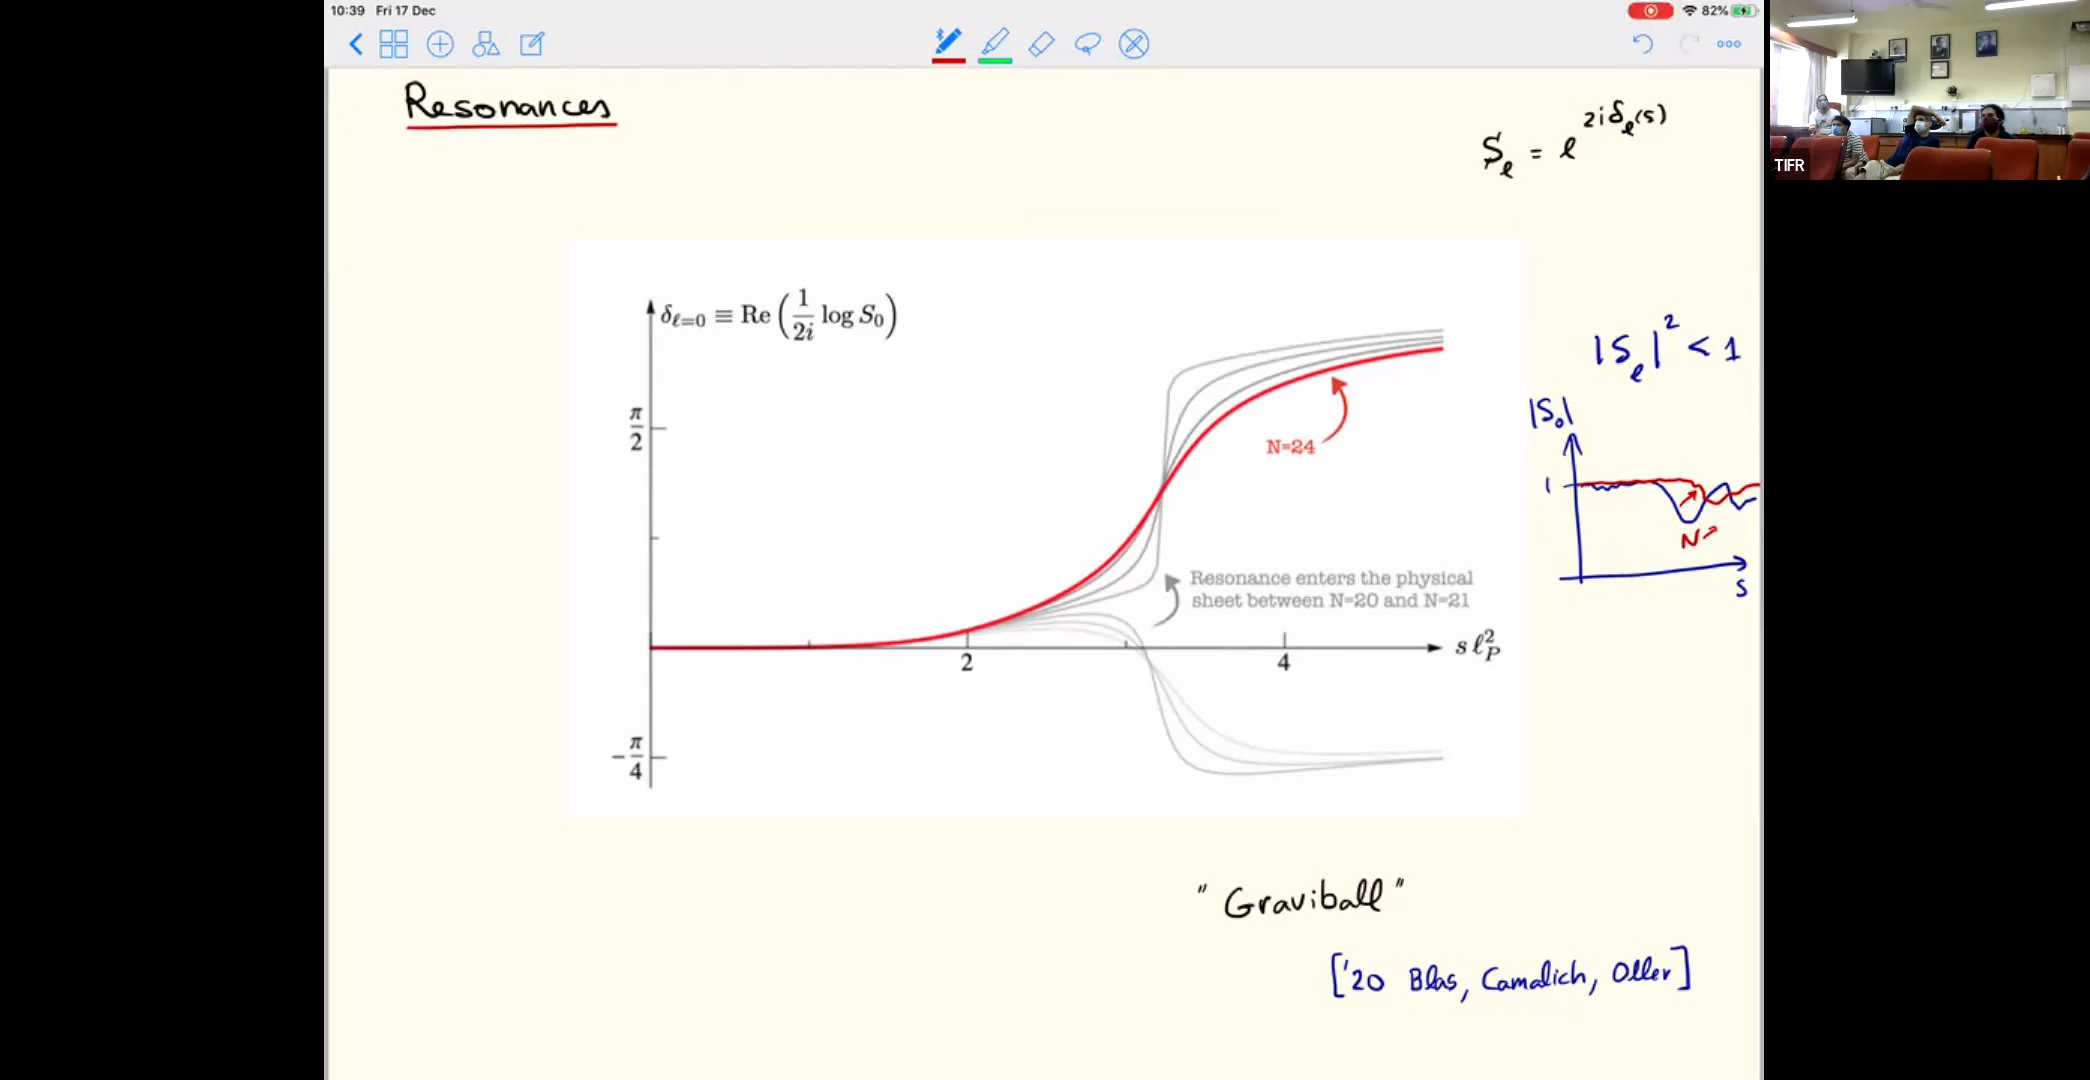 10:39 Fri 17 Dec
82%
TIFR
Resonances
S_ℓ = e^{2iδ_ℓ(s)}
δ_{ℓ=0} ≡ Re (1/2i log S_0)
|S_ℓ|² < 1
|S_0|
1
N↗
s
π/2
N=24
Resonance enters the physical
sheet between N=20 and N=21
2
4
s ℓ_P²
-π/4
"Graviball"
['20 Blas, Camalich, Oller]